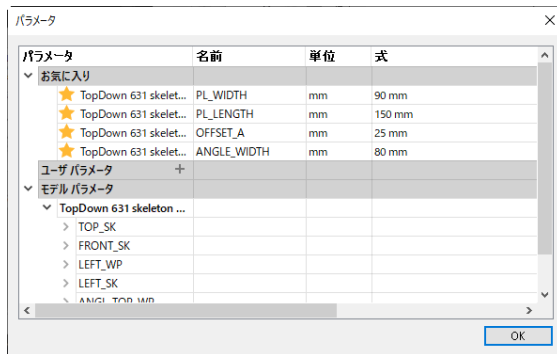 パラメータ
パラメータ 名前 単位 式
お気に入り
TopDown 631 skelet... PL_WIDTH mm 90 mm
TopDown 631 skelet... PL_LENGTH mm 150 mm
TopDown 631 skelet... OFFSET_A mm 25 mm
TopDown 631 skelet... ANGLE_WIDTH mm 80 mm
ユーザ パラメータ +
モデル パラメータ
TopDown 631 skeleton ...
TOP_SK
FRONT_SK
LEFT_WP
LEFT_SK
ANGL_TOP_WP
OK